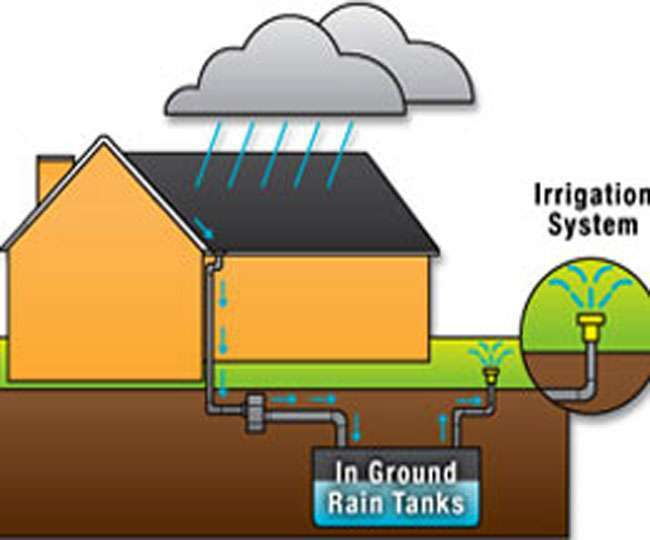 Irrigation
System
In Ground
Rain Tanks